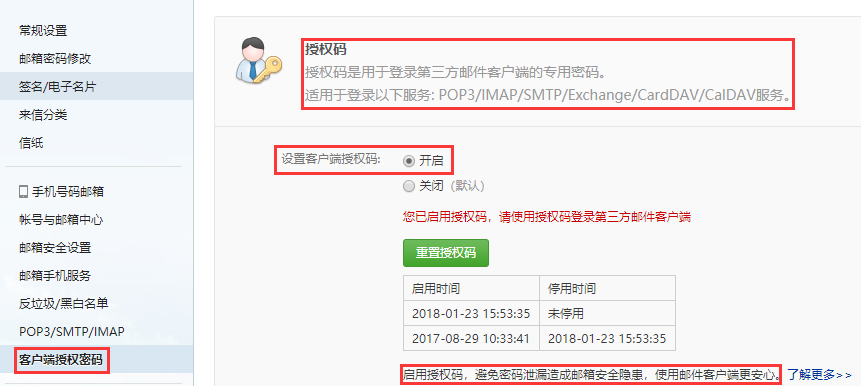 常规设置
邮箱密码修改
签名/电子名片
来信分类
信纸
手机号码邮箱
帐号与邮箱中心
邮箱安全设置
邮箱手机服务
反垃圾/黑白名单
POP3/SMTP/IMAP
客户端授权密码
授权码
授权码是用于登录第三方邮件客户端的专用密码。
适用于登录以下服务: POP3/IMAP/SMTP/Exchange/CardDAV/CalDAV服务。
设置客户端授权码: 开启
关闭 (默认)
您已启用授权码，请使用授权码登录第三方邮件客户端
重置授权码
启用时间 停用时间
2018-01-23 15:53:35 未停用
2017-08-29 10:33:41 2018-01-23 15:53:35
启用授权码，避免密码泄漏造成邮箱安全隐患，使用邮件客户端更安心。了解更多>>